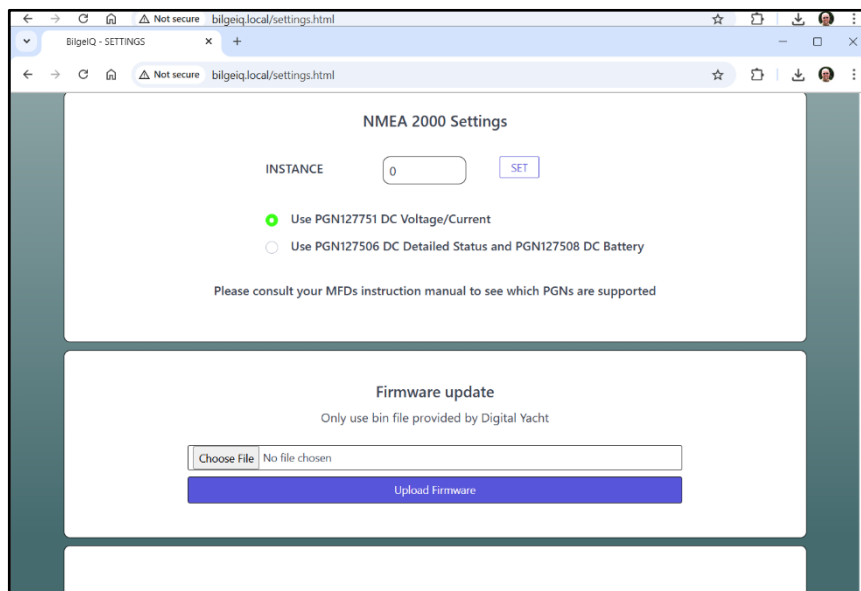 Not secure bilgeiq.local/settings.html
BilgeIQ - SETTINGS
Not secure bilgeiq.local/settings.html
NMEA 2000 Settings
INSTANCE 0 SET
Use PGN127751 DC Voltage/Current
Use PGN127506 DC Detailed Status and PGN127508 DC Battery
Please consult your MFDs instruction manual to see which PGNs are supported
Firmware update
Only use bin file provided by Digital Yacht
Choose File No file chosen
Upload Firmware